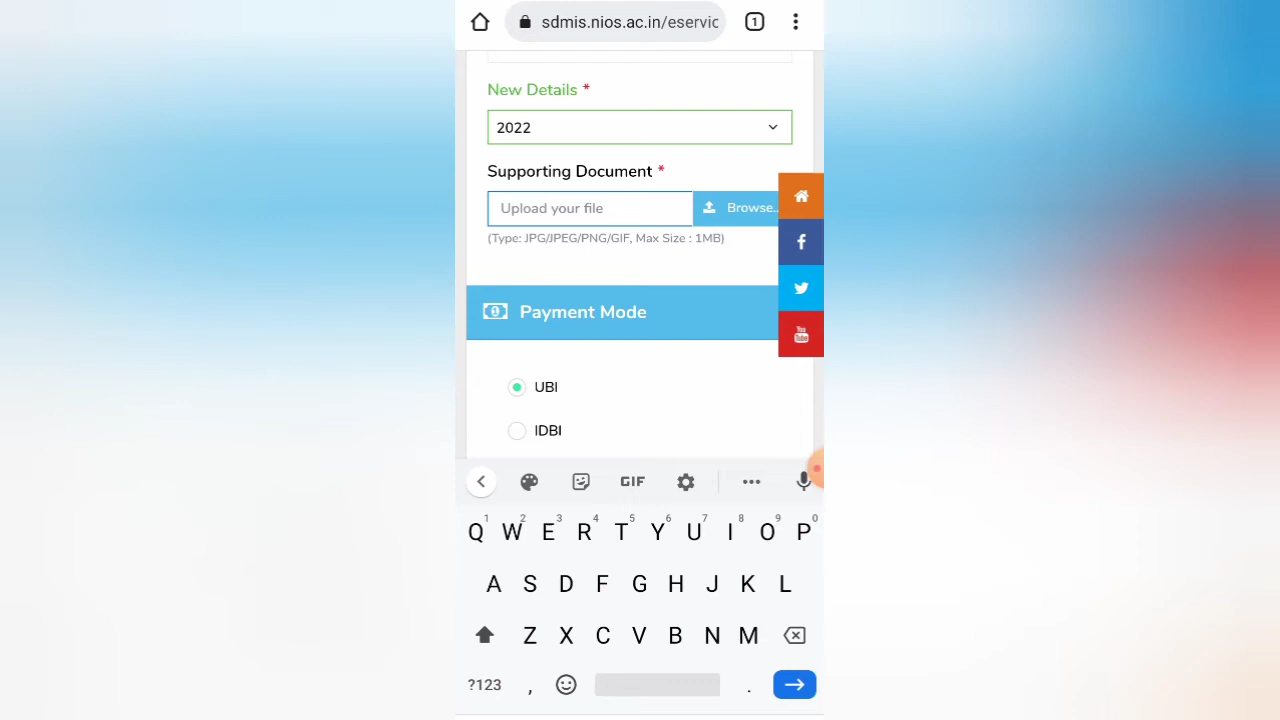 sdmis.nios.ac.in/eservic
1
New Details *
2022
Supporting Document *
Upload your file
Browse..
(Type: JPG/JPEG/PNG/GIF, Max Size : 1MB)
Payment Mode
You Tube
UBI
IDBI
GIF
1 2 3 4 5 6 7 8 9 0
Q W E R T Y U I O P
A S D F G H J K L
Z X C V B N M
?123 , .